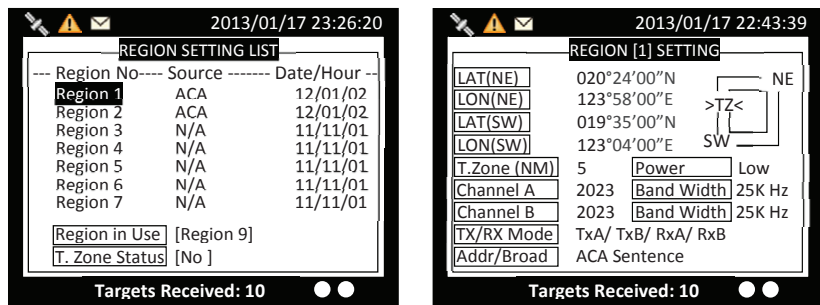 2013/01/17 23:26:20
REGION SETTING LIST
--- Region No---- Source ------- Date/Hour --
Region 1 ACA 12/01/02
Region 2 ACA 12/01/02
Region 3 N/A 11/11/01
Region 4 N/A 11/11/01
Region 5 N/A 11/11/01
Region 6 N/A 11/11/01
Region 7 N/A 11/11/01
Region in Use [Region 9]
T. Zone Status [No ]
Targets Received: 10
2013/01/17 22:43:39
REGION [1] SETTING
LAT(NE) 020°24′00″N NE
LON(NE) 123°58′00″E >TZ<
LAT(SW) 019°35′00″N
LON(SW) 123°04′00″E SW
T.Zone (NM) 5 Power Low
Channel A 2023 Band Width 25K Hz
Channel B 2023 Band Width 25K Hz
TX/RX Mode TxA/ TxB/ RxA/ RxB
Addr/Broad ACA Sentence
Targets Received: 10